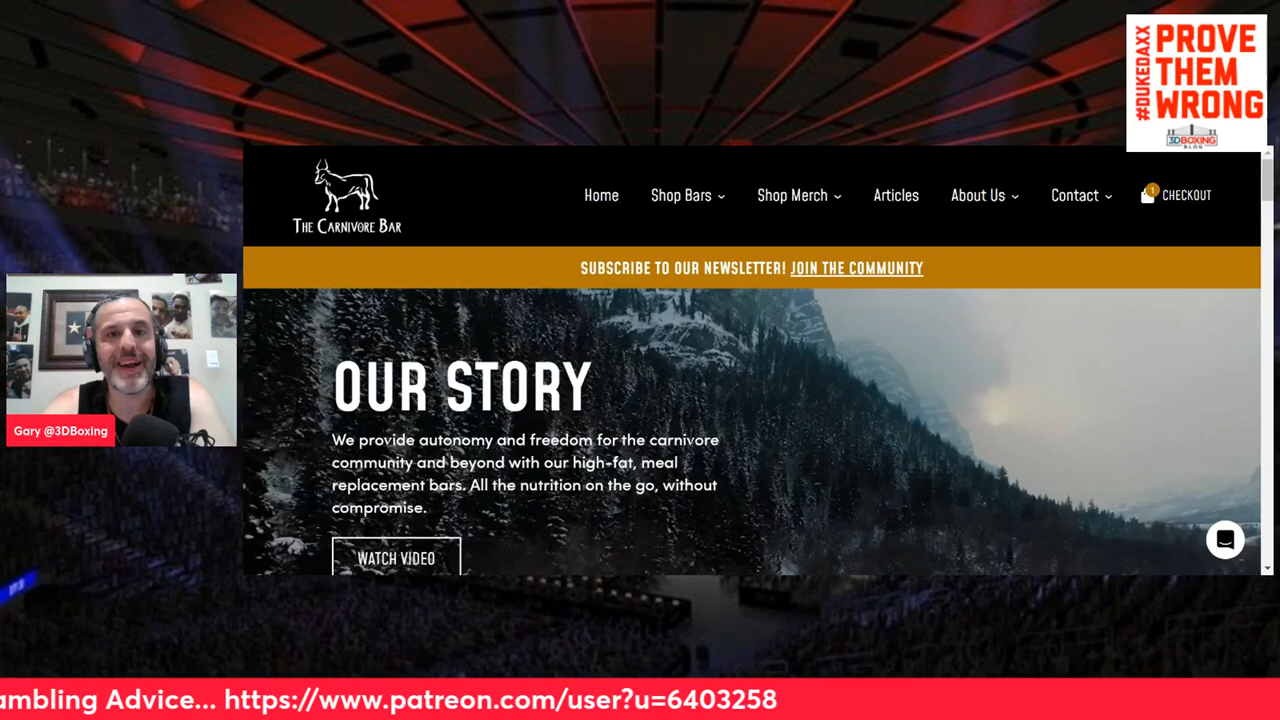 #DUKEDAXX
PROVE
THEM
WRONG
3DBOXING
BLOG
THE CARNIVORE BAR
Home
Shop Bars
Shop Merch
Articles
About Us
Contact
1
CHECKOUT
SUBSCRIBE TO OUR NEWSLETTER! JOIN THE COMMUNITY
OUR STORY
We provide autonomy and freedom for the carnivore
community and beyond with our high-fat, meal
replacement bars. All the nutrition on the go, without
compromise.
WATCH VIDEO
Gary @3DBoxing
ambling Advice... https://www.patreon.com/user?u=6403258